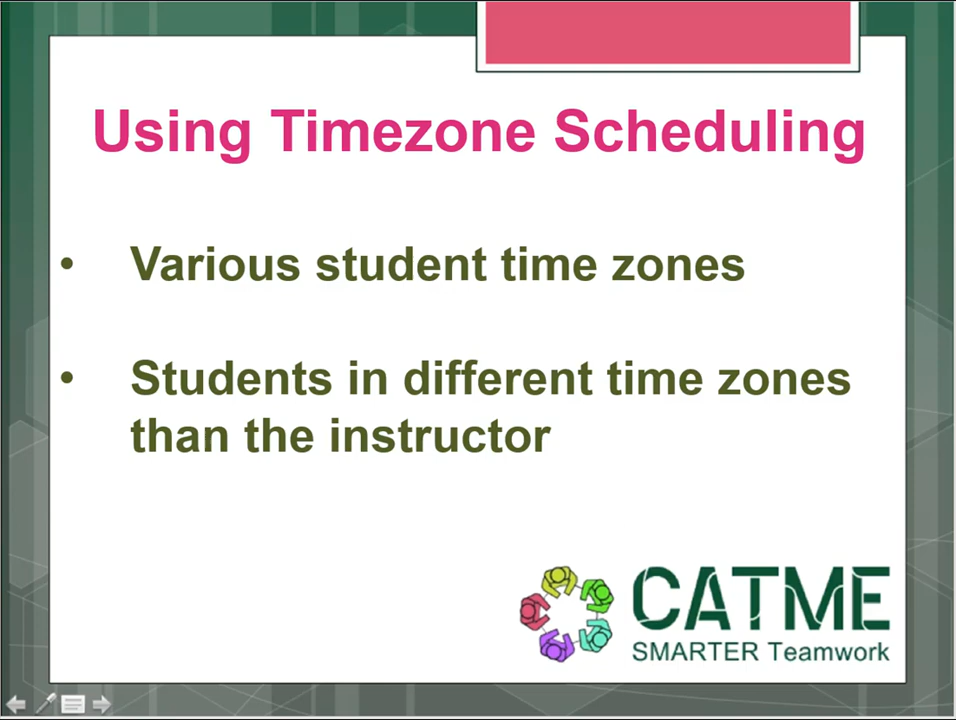 Using Timezone Scheduling
• Various student time zones
• Students in different time zones
than the instructor
CATME
SMARTER Teamwork